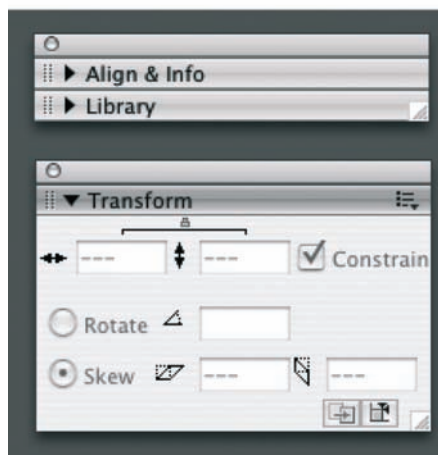 Align & Info
Library
Transform
--- --- Constrain
Rotate
Skew --- ---